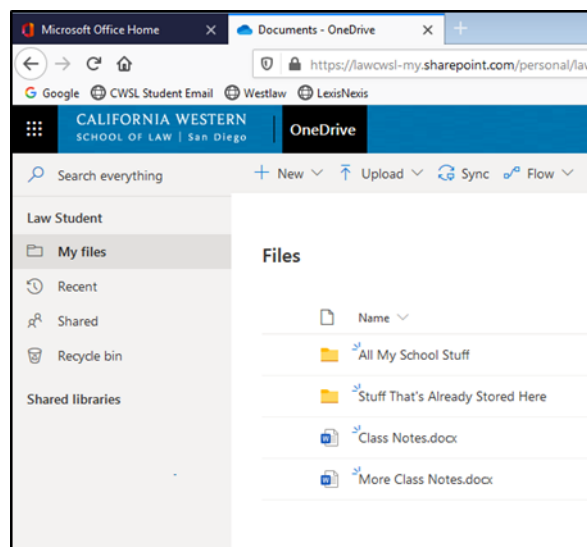 Microsoft Office Home
Documents - OneDrive
https://lawcwsl-my.sharepoint.com/personal/
Google CWSL Student Email Westlaw LexisNexis
CALIFORNIA WESTERN
SCHOOL OF LAW | San Diego
OneDrive
Search everything
New Upload Sync Flow
Law Student
My files
Files
Recent
Name
Shared
All My School Stuff
Recycle bin
Stuff That's Already Stored Here
Shared libraries
Class Notes.docx
More Class Notes.docx